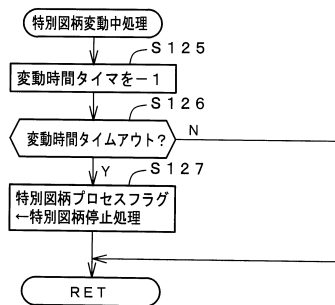 特別図柄変動中処理
S125
変動時間タイマを－1
S126
変動時間タイムアウト？
N
Y
S127
特別図柄プロセスフラグ
←特別図柄停止処理
RET